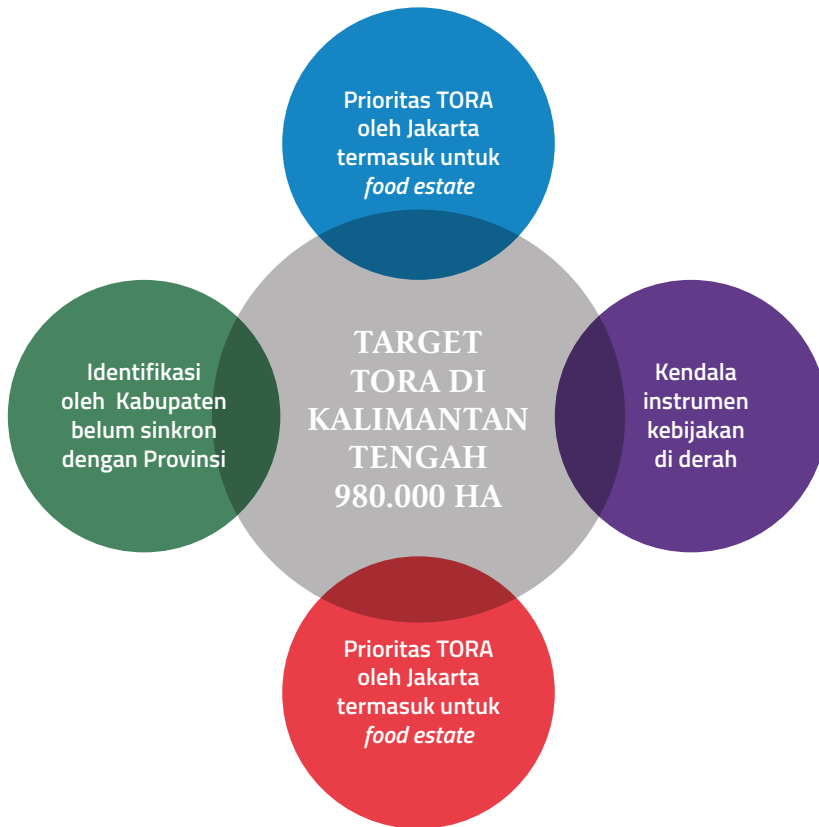 Prioritas TORA
oleh Jakarta
termasuk untuk
food estate
Identifikasi
oleh Kabupaten
belum sinkron
dengan Provinsi
TARGET
TORA DI
KALIMANTAN
TENGAH
980.000 HA
Kendala
instrumen
kebijakan
di derah
Prioritas TORA
oleh Jakarta
termasuk untuk
food estate